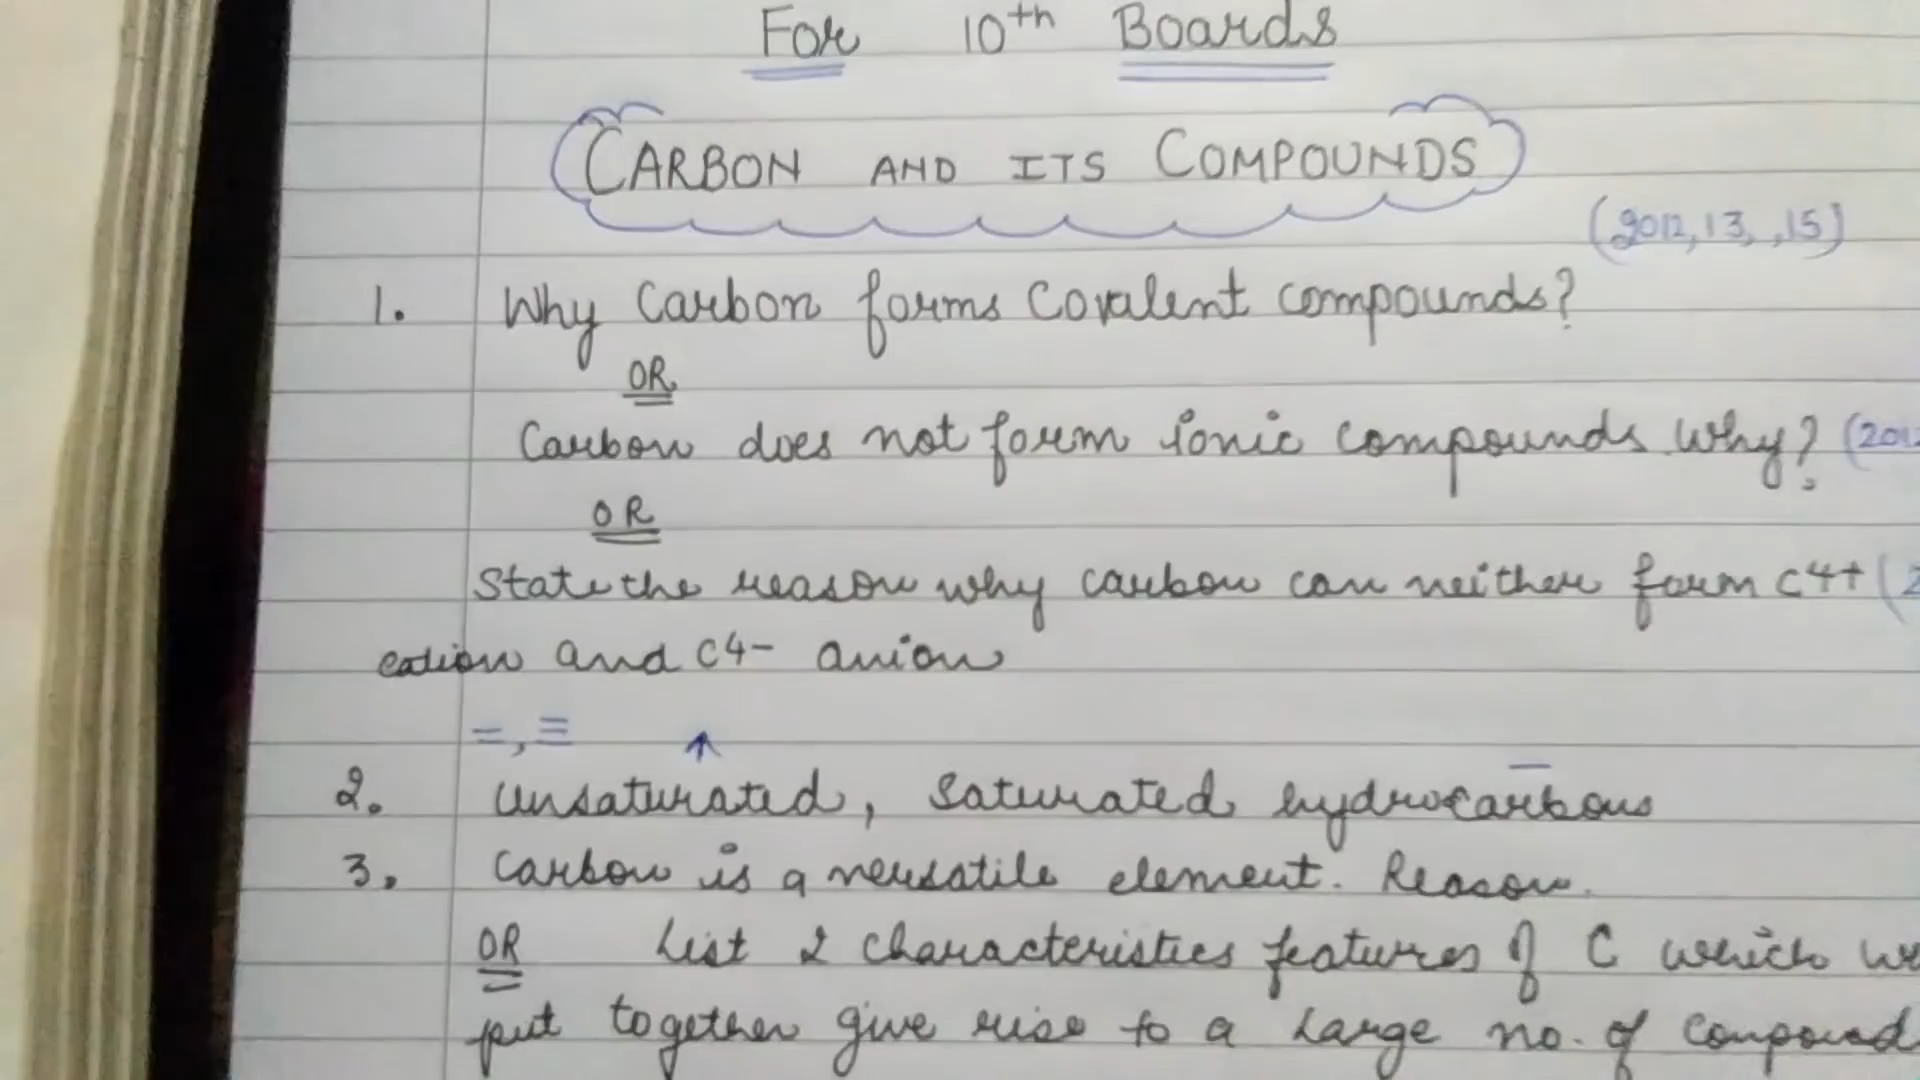 For 10th Boards
CARBON AND ITS COMPOUNDS
(2012,13, ,15)
1. Why Carbon forms Covalent compounds?
OR
Carbon does not form ionic compounds why? (201
OR
State the reason why carbon can neither form c4+ (2
cation and c4- anion
=, ≡ ↑
2. Unsaturated, Saturated hydrocarbons
3. Carbon is a versatile element. Reason.
OR List 2 characteristics features of C which
put together give rise to a large no. of compound